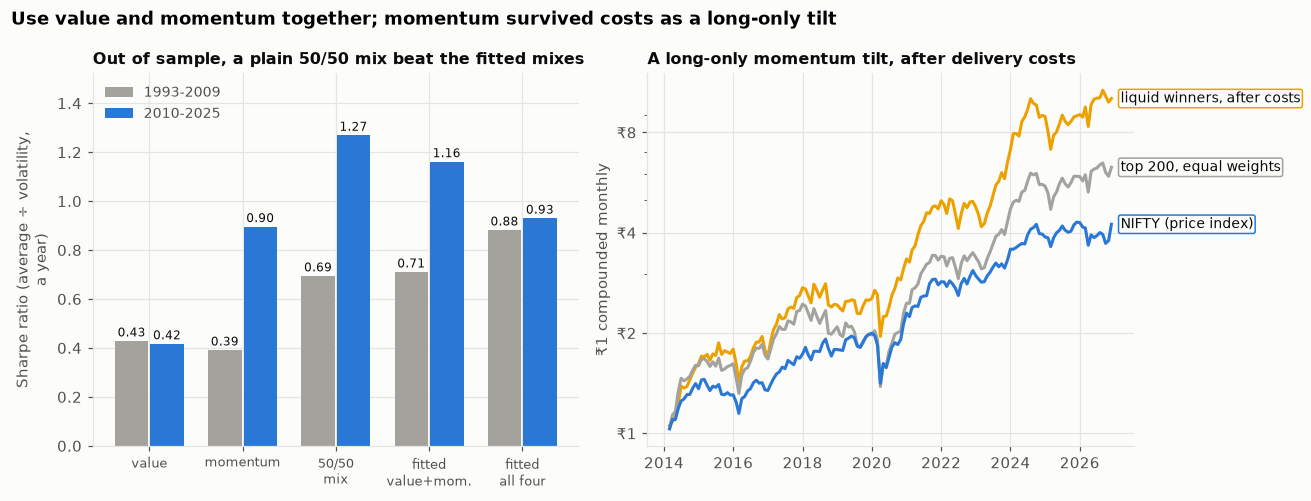 Use value and momentum together; momentum survived costs as a long-only tilt
Out of sample, a plain 50/50 mix beat the fitted mixes
Sharpe ratio (average ÷ volatility,
a year)
1.4
1.2
1.0
0.8
0.6
0.4
0.2
0.0
1993-2009
2010-2025
0.43
0.42
0.39
0.90
0.69
1.27
0.71
1.16
0.88
0.93
value
momentum
50/50
mix
fitted
value+mom.
fitted
all four
A long-only momentum tilt, after delivery costs
₹1 compounded monthly
₹8
₹4
₹2
₹1
liquid winners, after costs
top 200, equal weights
NIFTY (price index)
2014
2016
2018
2020
2022
2024
2026